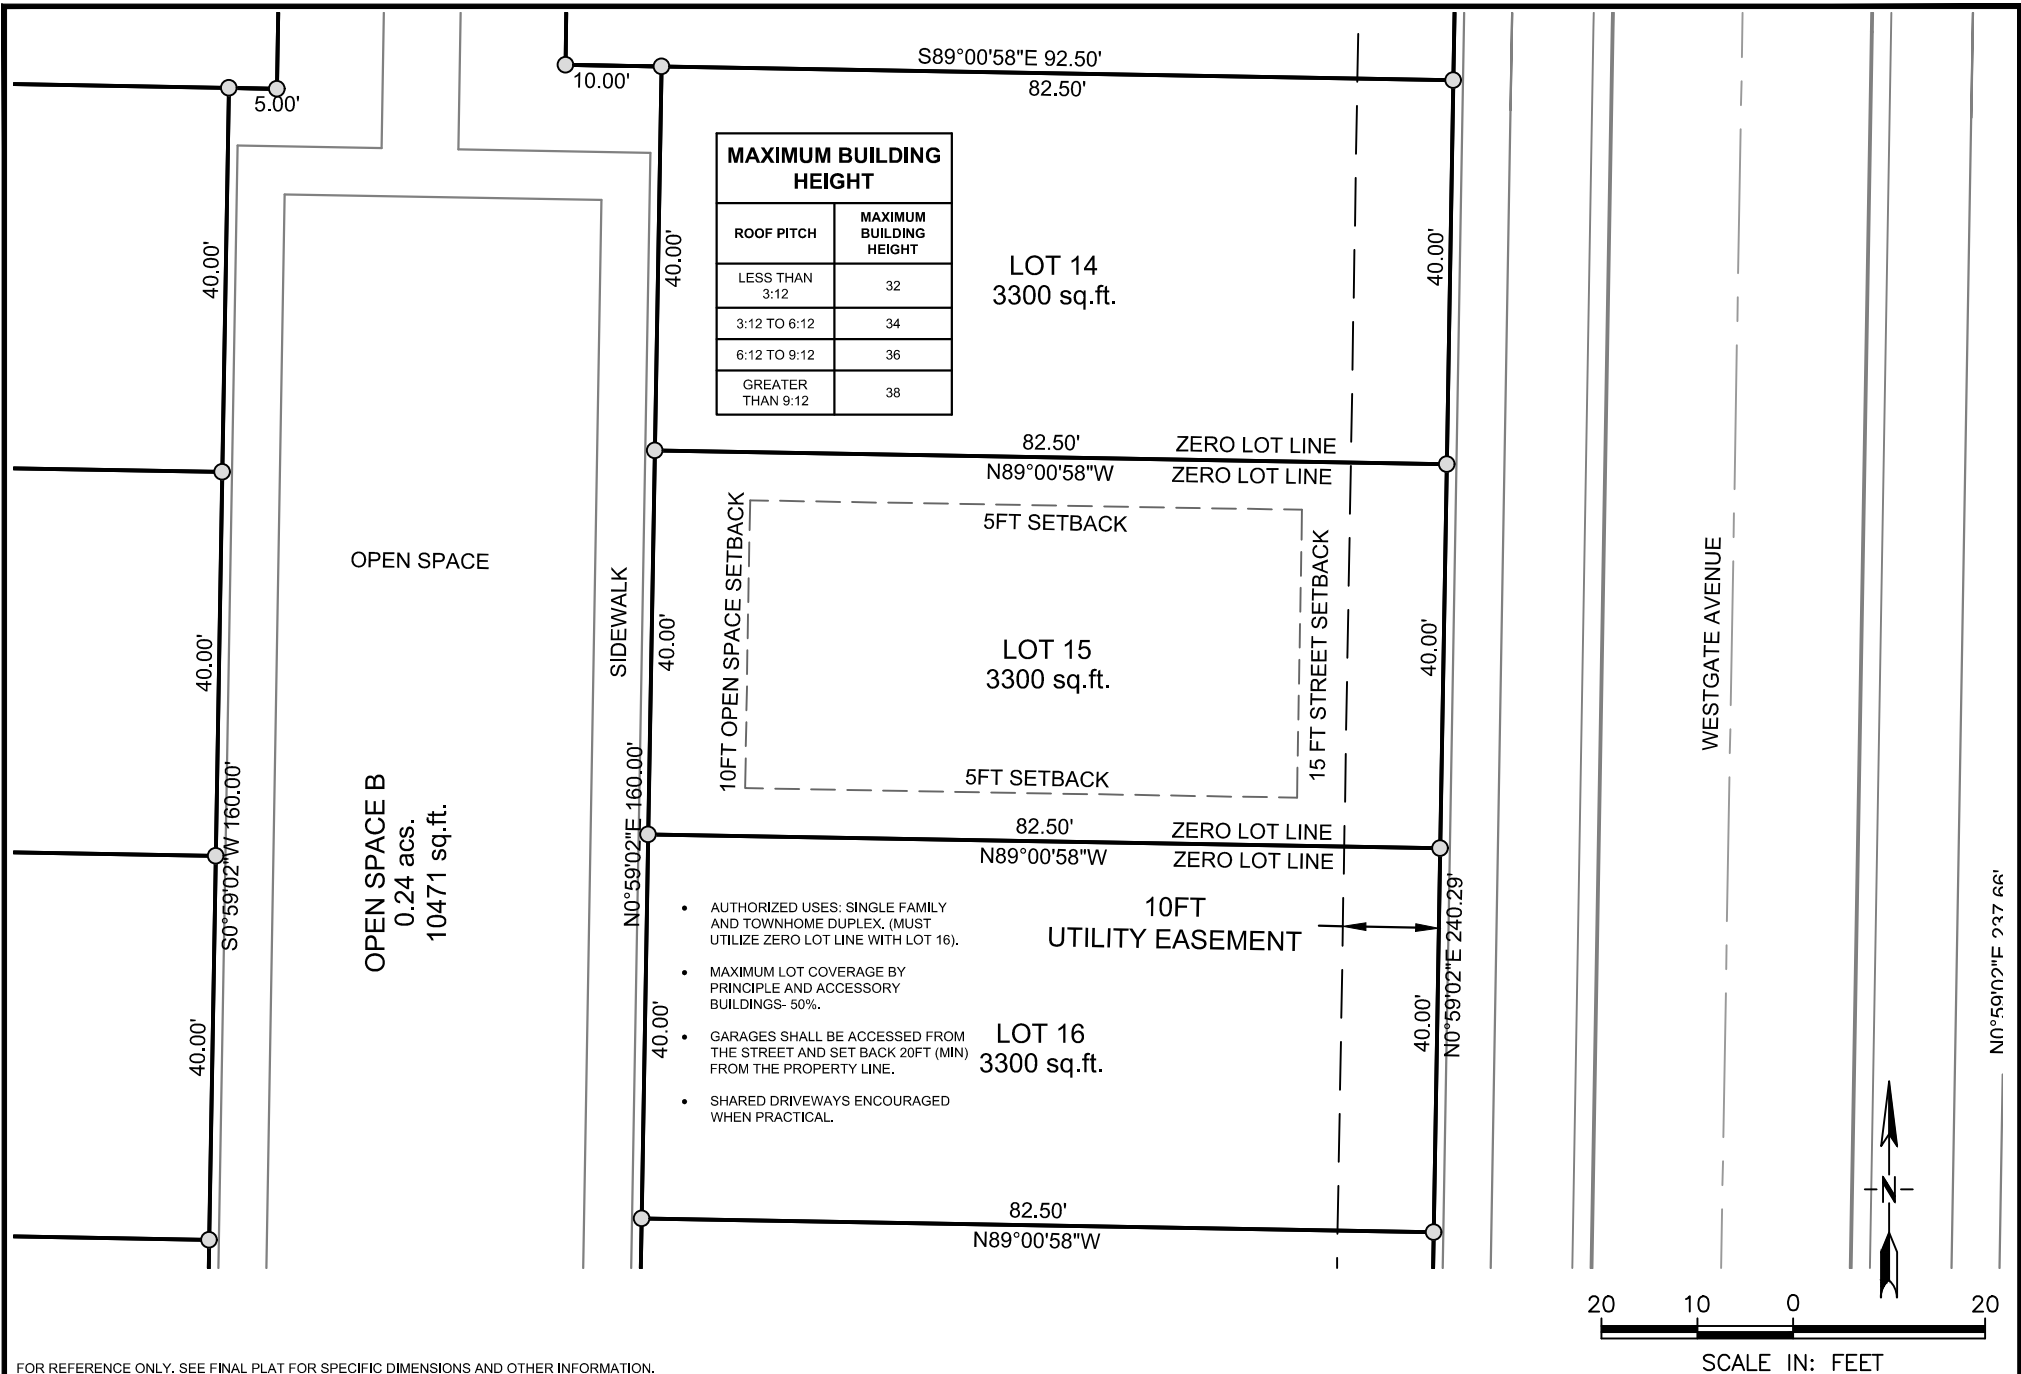 S89°00'58"E 92.50'
10.00'
82.50'
5.00'
MAXIMUM BUILDING
HEIGHT
ROOF PITCH
MAXIMUM
BUILDING
HEIGHT
LESS THAN
3:12
32
3:12 TO 6:12
34
6:12 TO 9:12
36
GREATER
THAN 9:12
38
40.00'
40.00'
LOT 14
3300 sq.ft.
40.00'
82.50'
ZERO LOT LINE
N89°00'58"W
ZERO LOT LINE
5FT SETBACK
10FT OPEN SPACE SETBACK
15 FT STREET SETBACK
OPEN SPACE
SIDEWALK
40.00'
40.00'
LOT 15
3300 sq.ft.
40.00'
WESTGATE AVENUE
5FT SETBACK
S0°59'02"W 160.00'
N0°59'02"E 160.00'
82.50'
ZERO LOT LINE
N89°00'58"W
ZERO LOT LINE
OPEN SPACE B
0.24 acs.
10471 sq.ft.
• AUTHORIZED USES: SINGLE FAMILY
AND TOWNHOME DUPLEX. (MUST
UTILIZE ZERO LOT LINE WITH LOT 16).
• MAXIMUM LOT COVERAGE BY
PRINCIPLE AND ACCESSORY
BUILDINGS- 50%.
• GARAGES SHALL BE ACCESSED FROM
THE STREET AND SET BACK 20FT (MIN)
FROM THE PROPERTY LINE.
• SHARED DRIVEWAYS ENCOURAGED
WHEN PRACTICAL.
10FT
UTILITY EASEMENT
N0°59'02"E 240.29'
N0°59'02"E 237.66'
40.00'
40.00'
LOT 16
3300 sq.ft.
40.00'
82.50'
N89°00'58"W
N
20 10 0 20
SCALE IN: FEET
FOR REFERENCE ONLY. SEE FINAL PLAT FOR SPECIFIC DIMENSIONS AND OTHER INFORMATION.